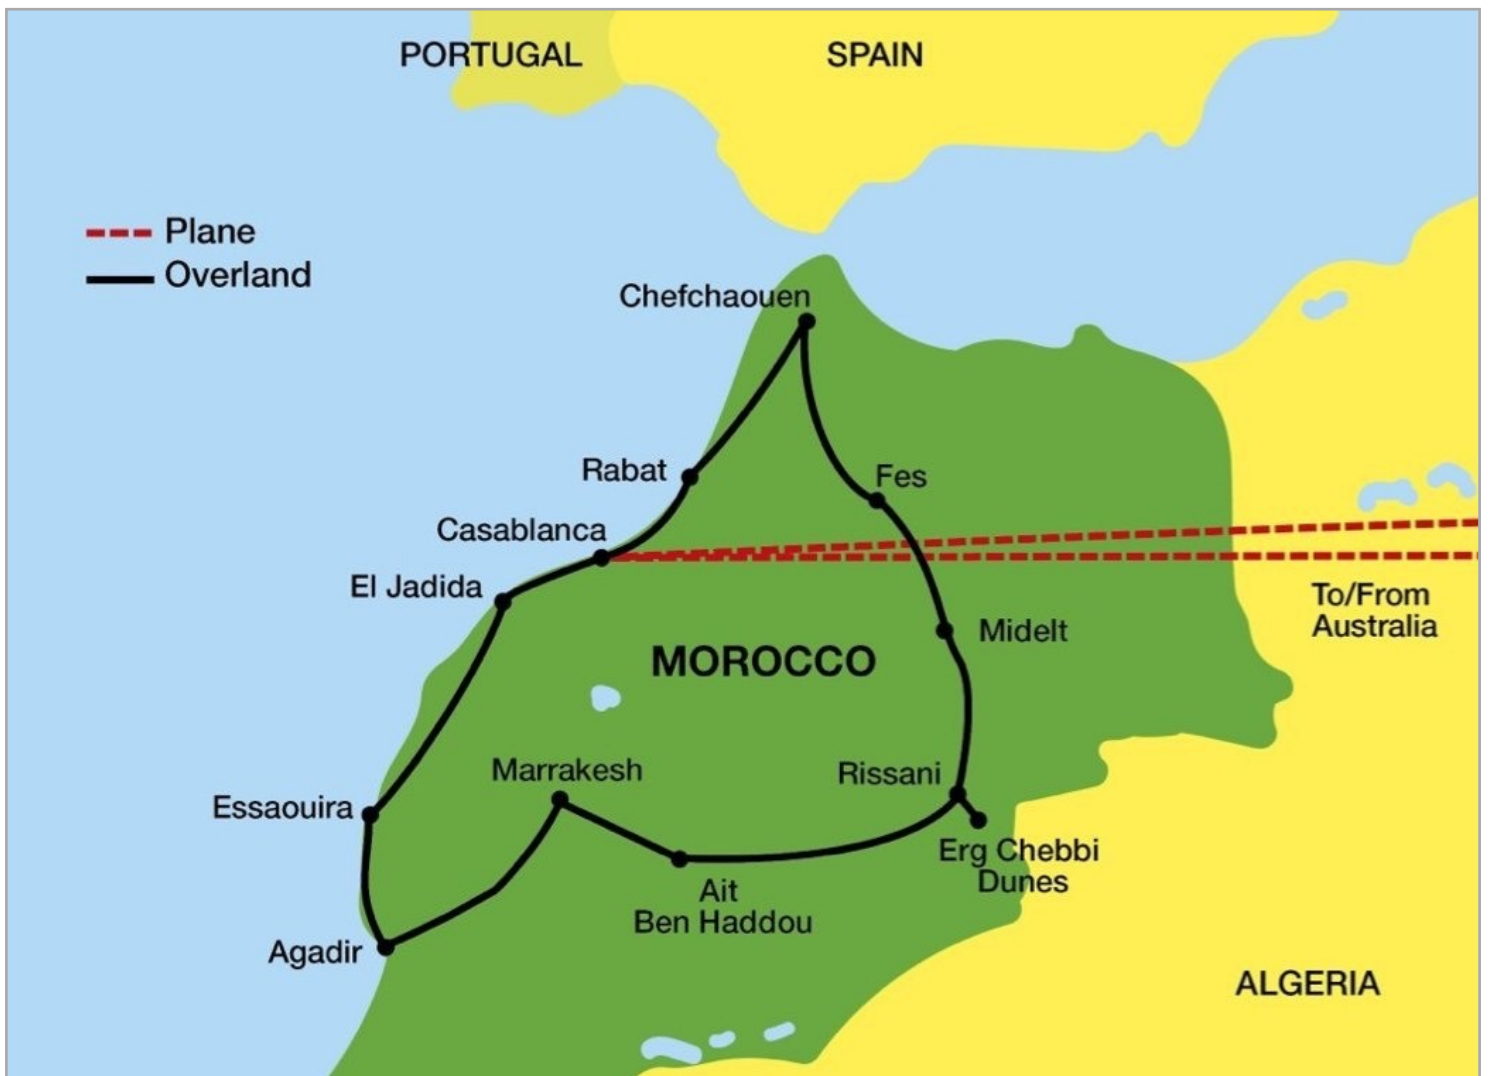 PORTUGAL
SPAIN
Plane
Overland
Chefchaouen
Rabat
Fes
Casablanca
El Jadida
To/From
Australia
Midelt
MOROCCO
Marrakesh
Rissani
Essaouira
Erg Chebbi
Dunes
Ait
Ben Haddou
Agadir
ALGERIA